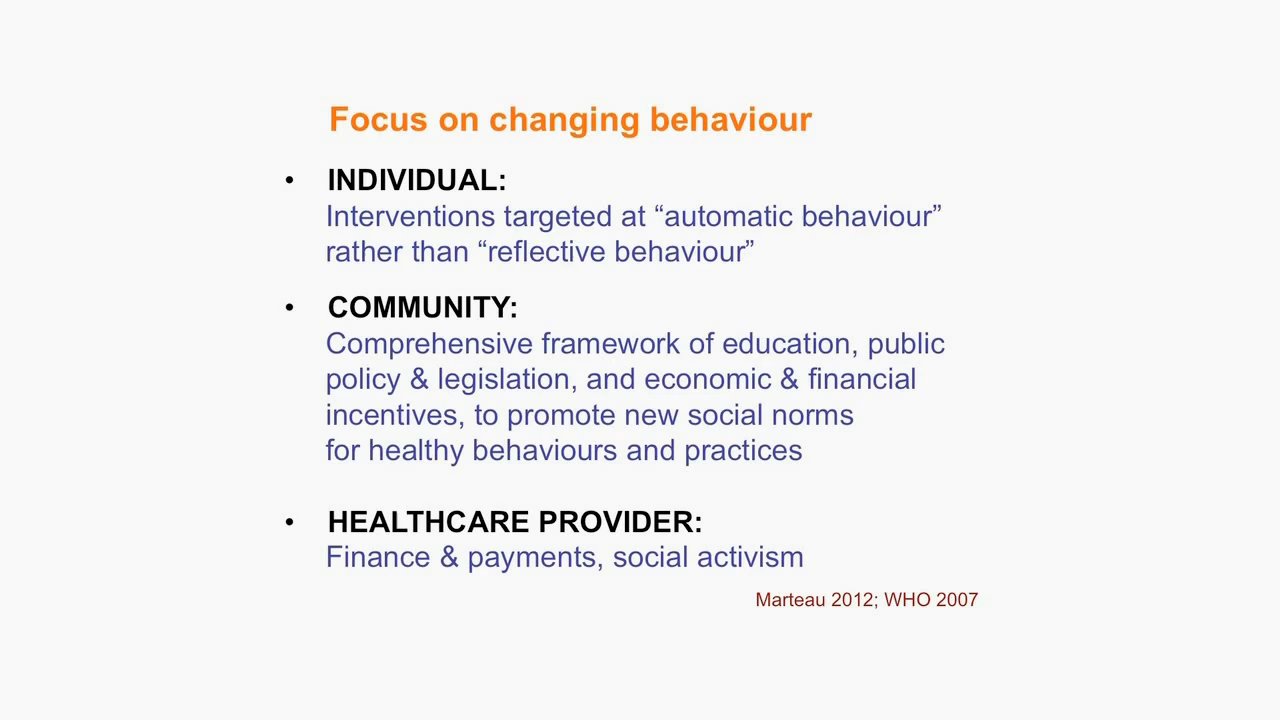 Focus on changing behaviour
• INDIVIDUAL:
Interventions targeted at “automatic behaviour”
rather than “reflective behaviour”
• COMMUNITY:
Comprehensive framework of education, public
policy & legislation, and economic & financial
incentives, to promote new social norms
for healthy behaviours and practices
• HEALTHCARE PROVIDER:
Finance & payments, social activism
Marteau 2012; WHO 2007